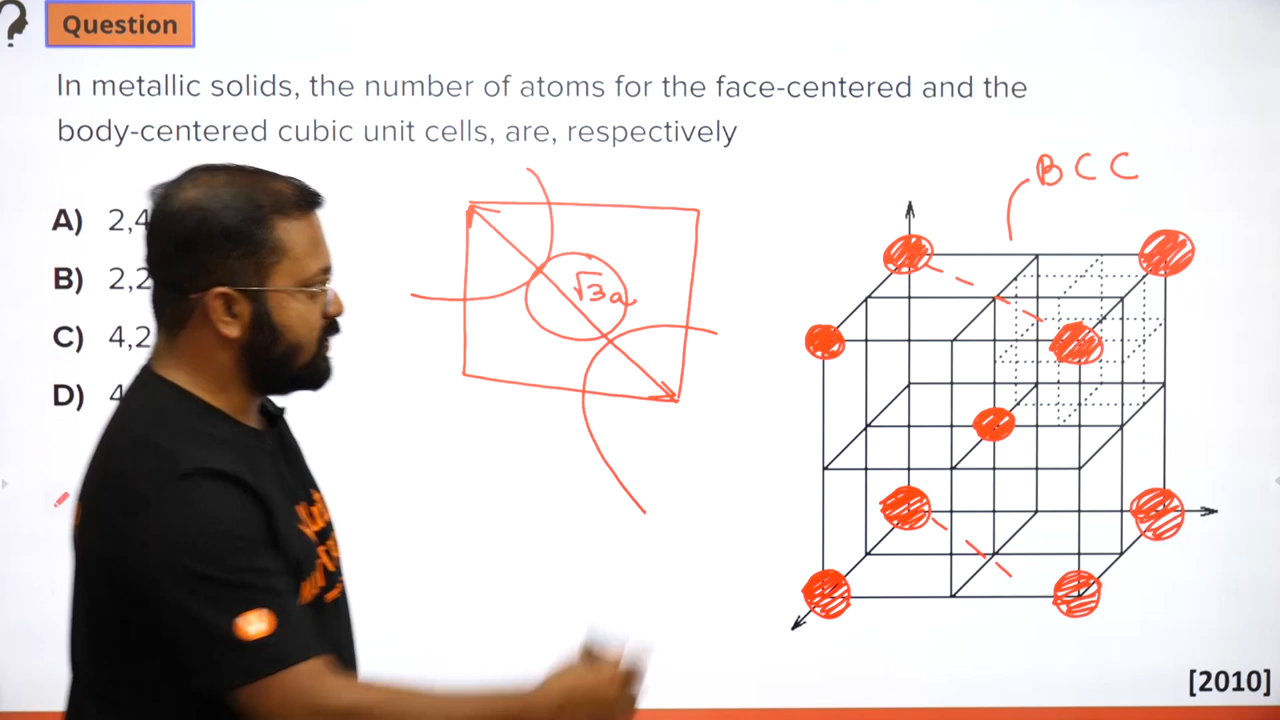 ?
Question
In metallic solids, the number of atoms for the face-centered and the
body-centered cubic unit cells, are, respectively
BCC
A) 2,4
B) 2,2
√3a
C) 4,2
D) 4
[2010]